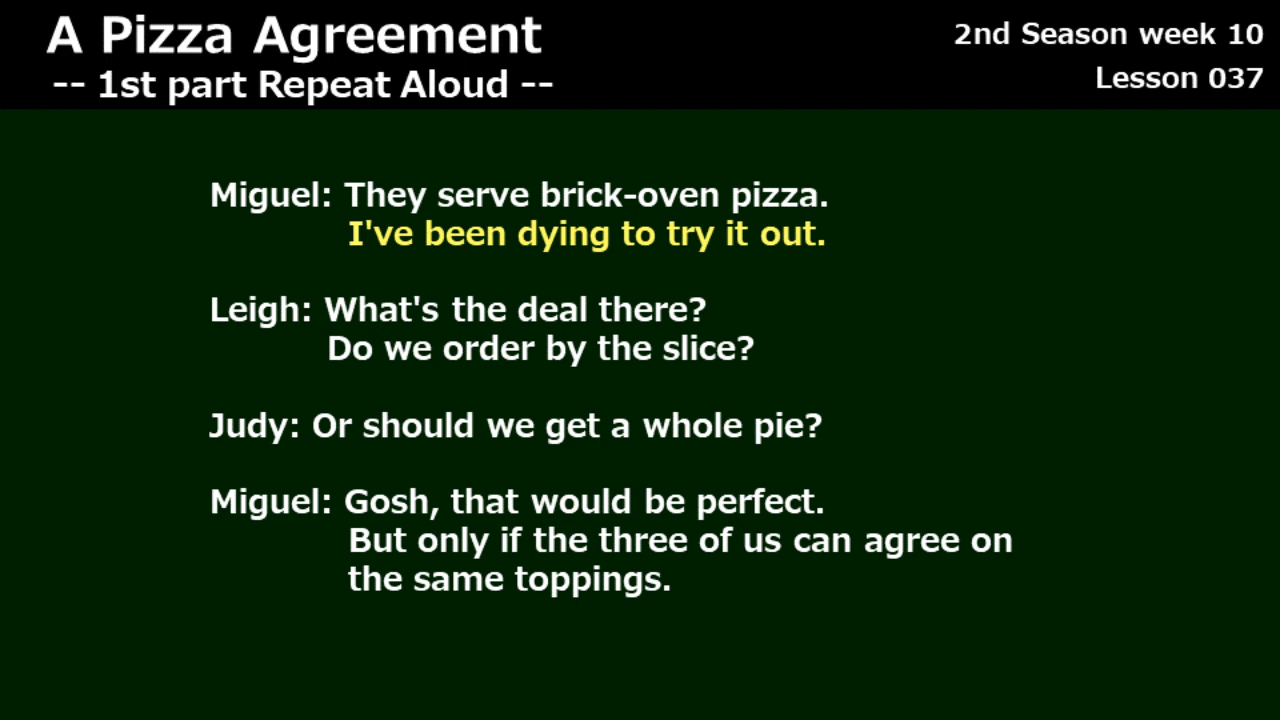 A Pizza Agreement
-- 1st part Repeat Aloud --
2nd Season week 10
Lesson 037
Miguel: They serve brick-oven pizza.
I've been dying to try it out.
Leigh: What's the deal there?
Do we order by the slice?
Judy: Or should we get a whole pie?
Miguel: Gosh, that would be perfect.
But only if the three of us can agree on
the same toppings.